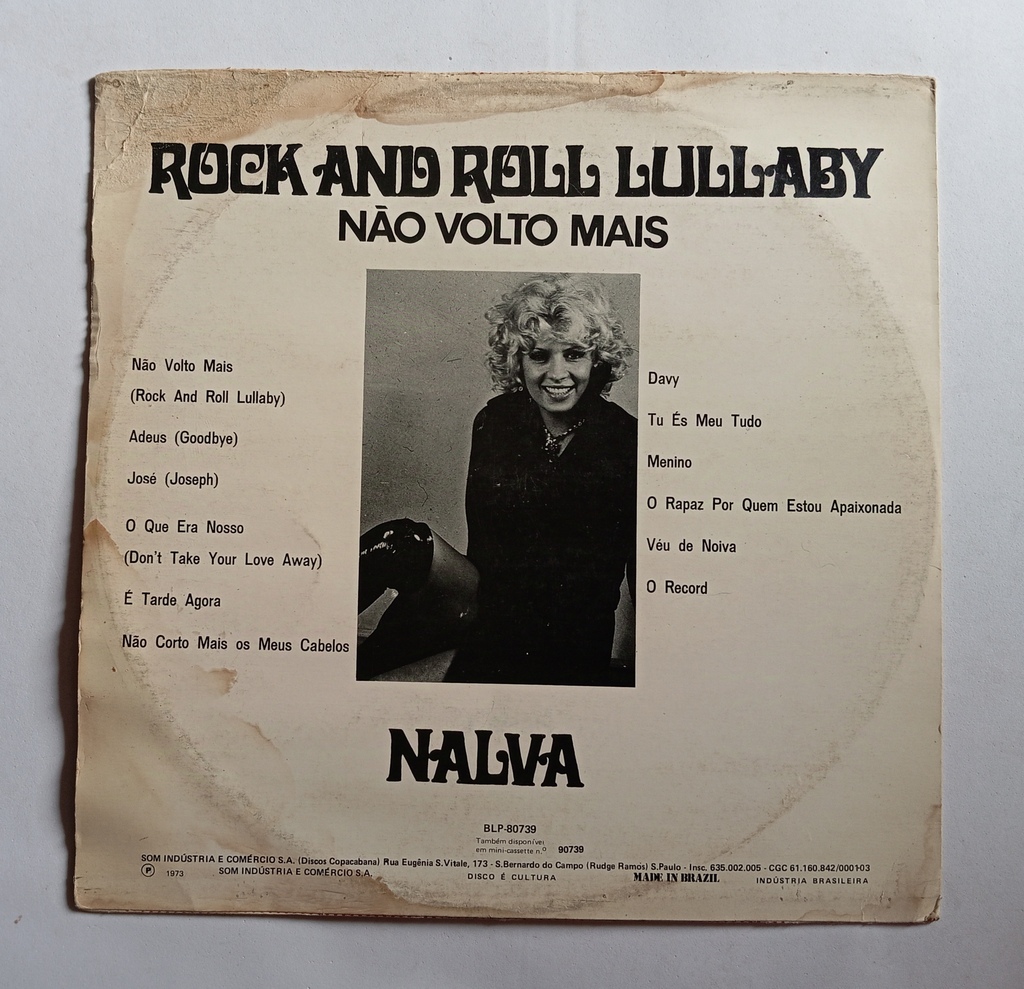 ROCK AND ROLL LULLABY
NÃO VOLTO MAIS
Não Volto Mais
(Rock And Roll Lullaby)
Adeus (Goodbye)
José (Joseph)
O Que Era Nosso
(Don't Take Your Love Away)
É Tarde Agora
Não Corto Mais os Meus Cabelos
Davy
Tu És Meu Tudo
Menino
O Rapaz Por Quem Estou Apaixonada
Véu de Noiva
O Record
NALVA
BLP-80739
Também disponível
em mini-cassette n.º 90739
SOM INDÚSTRIA E COMÉRCIO S.A. (Discos Copacabana) Rua Eugênia S.Vitale, 173 - S.Bernardo do Campo (Rudge Ramos) S.Paulo - Insc. 635.002.005 - CGC 61.160.842/0001-03
Ⓟ 1973 SOM INDÚSTRIA E COMÉRCIO S.A. DISCO É CULTURA MADE IN BRAZIL INDÚSTRIA BRASILEIRA